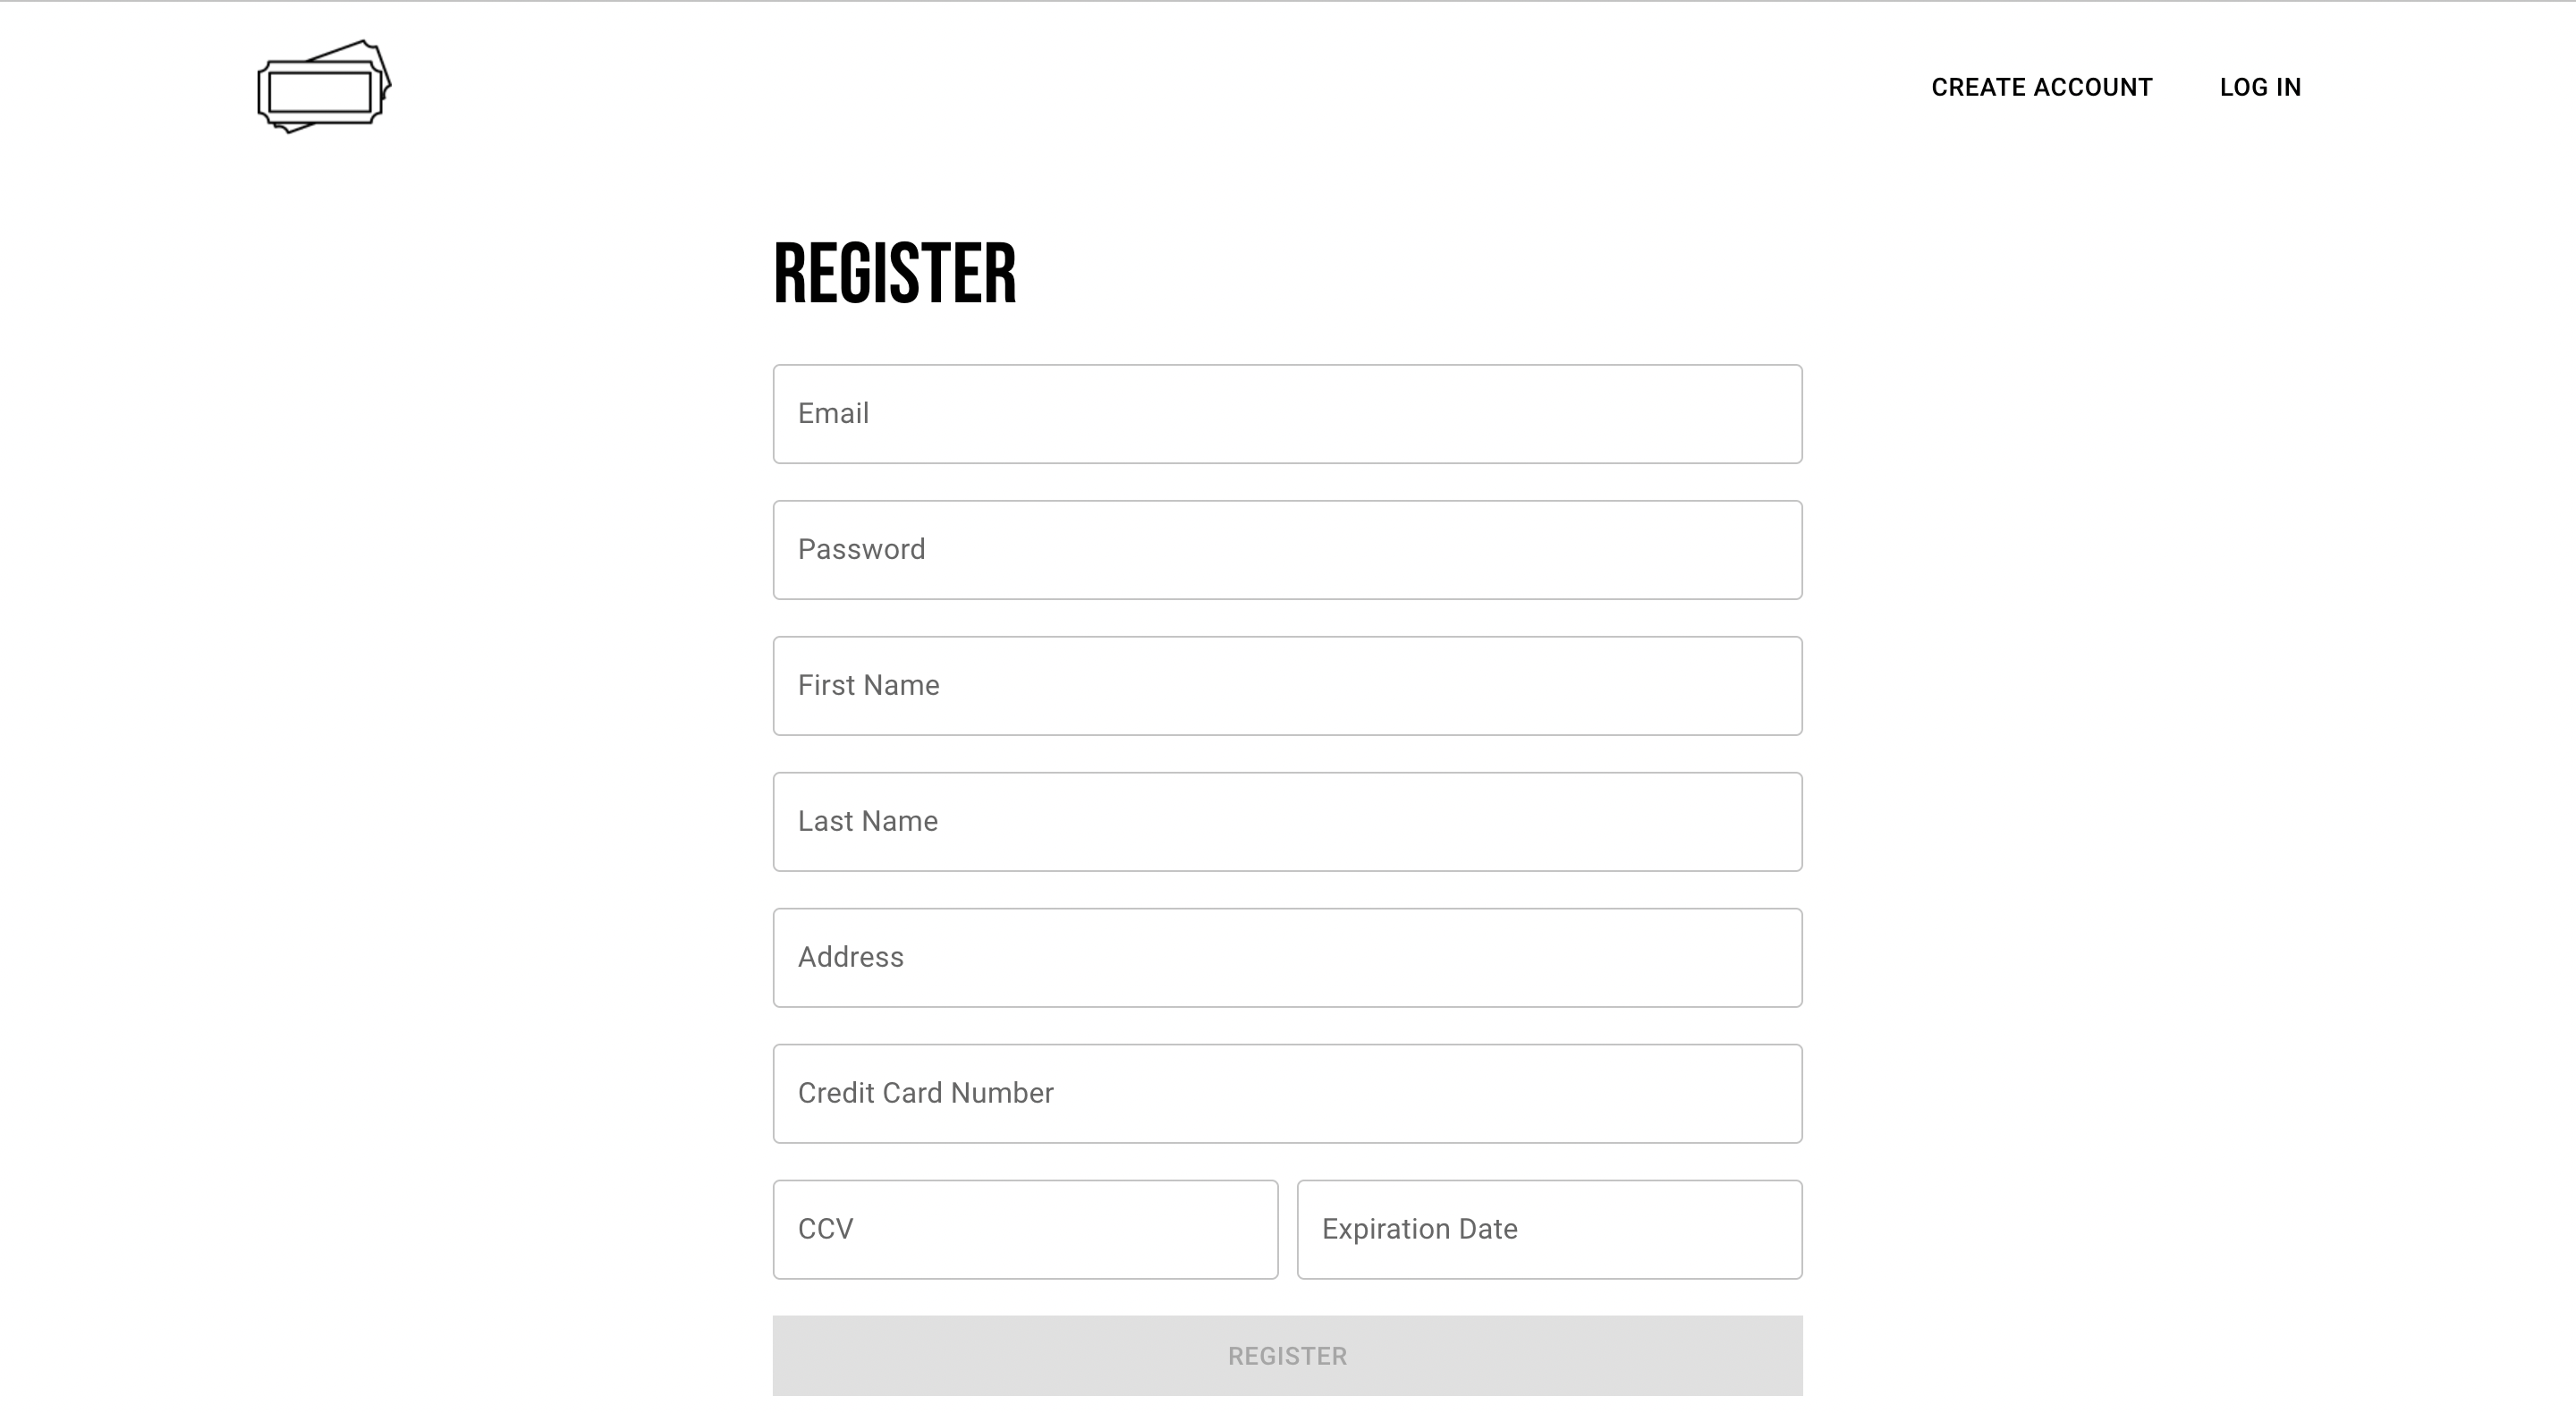 CREATE ACCOUNT LOG IN
REGISTER
Email
Password
First Name
Last Name
Address
Credit Card Number
CCV Expiration Date
REGISTER